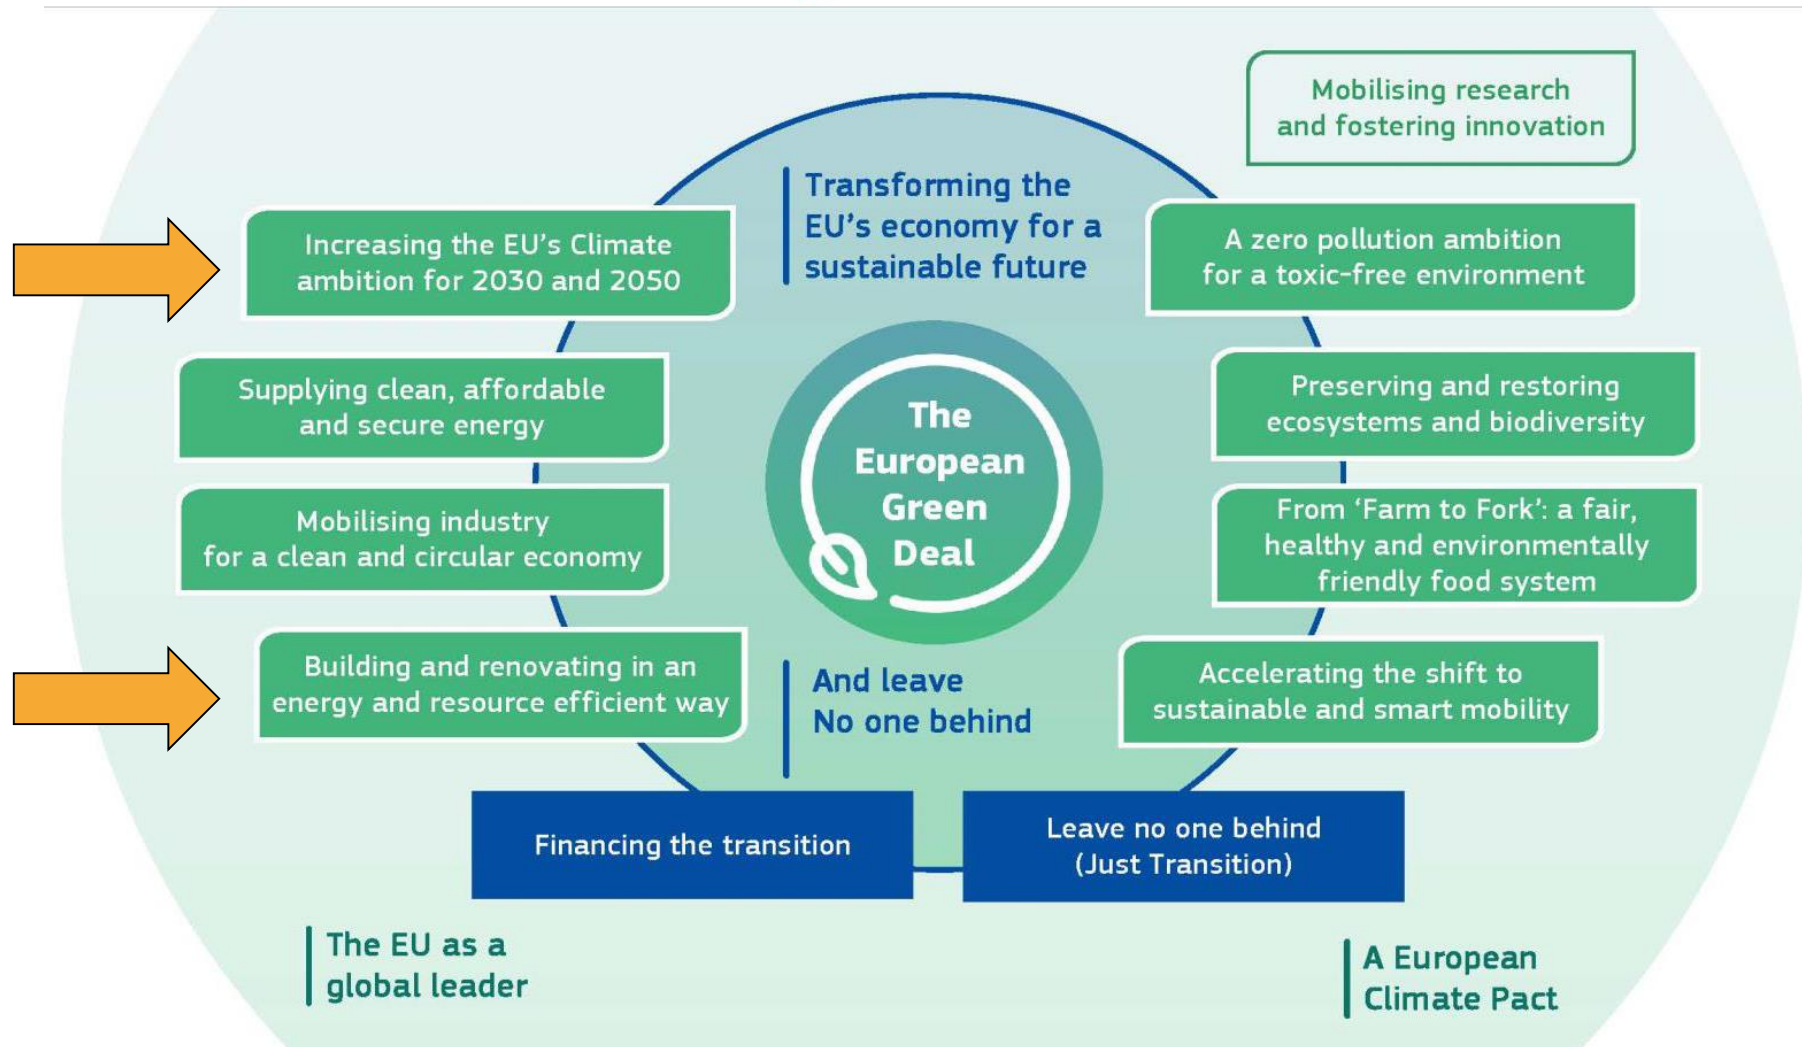 Mobilising research
and fostering innovation
Transforming the
EU's economy for a
sustainable future
Increasing the EU's Climate
ambition for 2030 and 2050
Supplying clean, affordable
and secure energy
Mobilising industry
for a clean and circular economy
Building and renovating in an
energy and resource efficient way
The
European
Green
Deal
A zero pollution ambition
for a toxic-free environment
Preserving and restoring
ecosystems and biodiversity
From ‘Farm to Fork’: a fair,
healthy and environmentally
friendly food system
Accelerating the shift to
sustainable and smart mobility
And leave
No one behind
Financing the transition
Leave no one behind
(Just Transition)
The EU as a
global leader
A European
Climate Pact